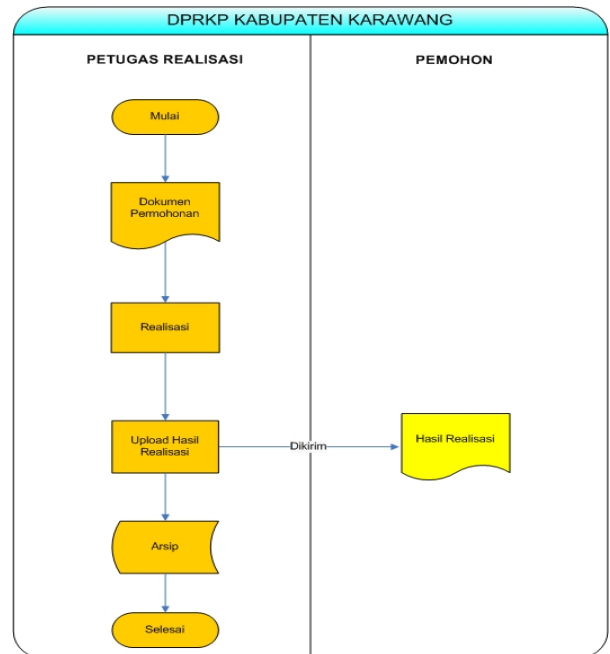 DPRKP KABUPATEN KARAWANG
PETUGAS REALISASI
PEMOHON
Mulai
Dokumen
Permohonan
Realisasi
Upload Hasil
Realisasi
Dikirim
Hasil Realisasi
Arsip
Selesai